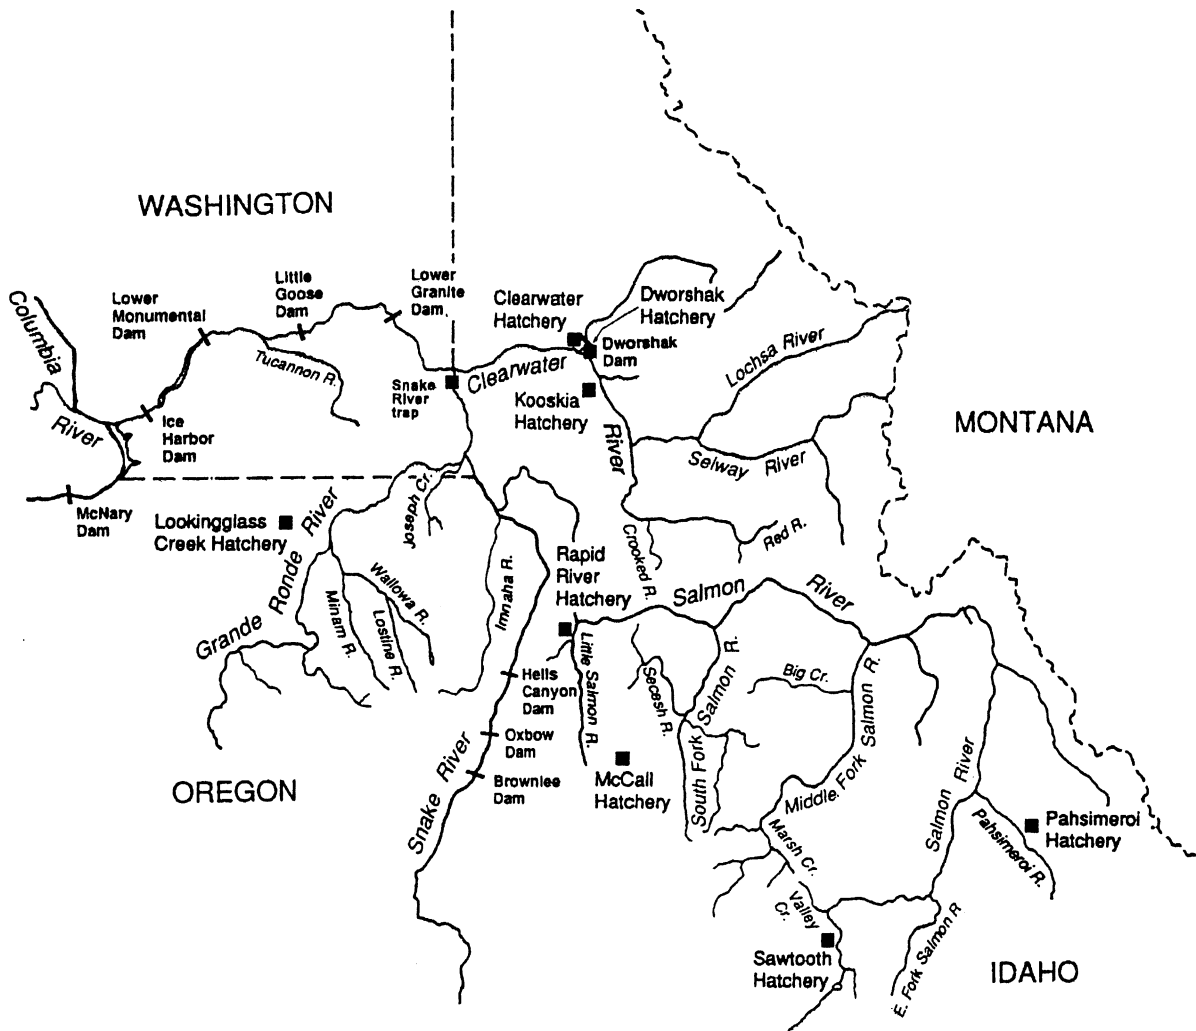 WASHINGTON
Columbia
River
Lower
Monumental
Dam
Little
Goose
Dam
Lower
Granite
Dam
Clearwater
Hatchery
Dworshak
Hatchery
Dworshak
Dam
Tucannon R.
Snake
River
trap
Clearwater
River
Kooskia
Hatchery
Lochsa River
MONTANA
Ice
Harbor
Dam
Selway River
McNary
Dam
Lookingglass
Creek Hatchery
Grande Ronde River
Joseph Cr.
Wallowa R.
Minam R.
Lostine R.
Imnaha R.
Rapid
River
Hatchery
Crooked R.
Red R.
Salmon River
Little Salmon R.
Secesh R.
South Fork Salmon R.
Big Cr.
Middle Fork Salmon R.
Hells
Canyon
Dam
Oxbow
Dam
Brownlee
Dam
Snake River
OREGON
McCall
Hatchery
Salmon River
Marsh Cr.
Valley
Cr.
Pahsimeroi R.
Pahsimeroi
Hatchery
Sawtooth
Hatchery
E. Fork Salmon R
IDAHO